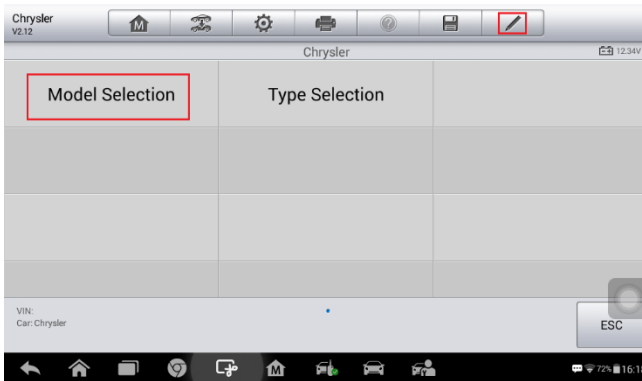 Chrysler
V2.12
Chrysler
12.34V
Model Selection
Type Selection
VIN:
Car: Chrysler
ESC
72%